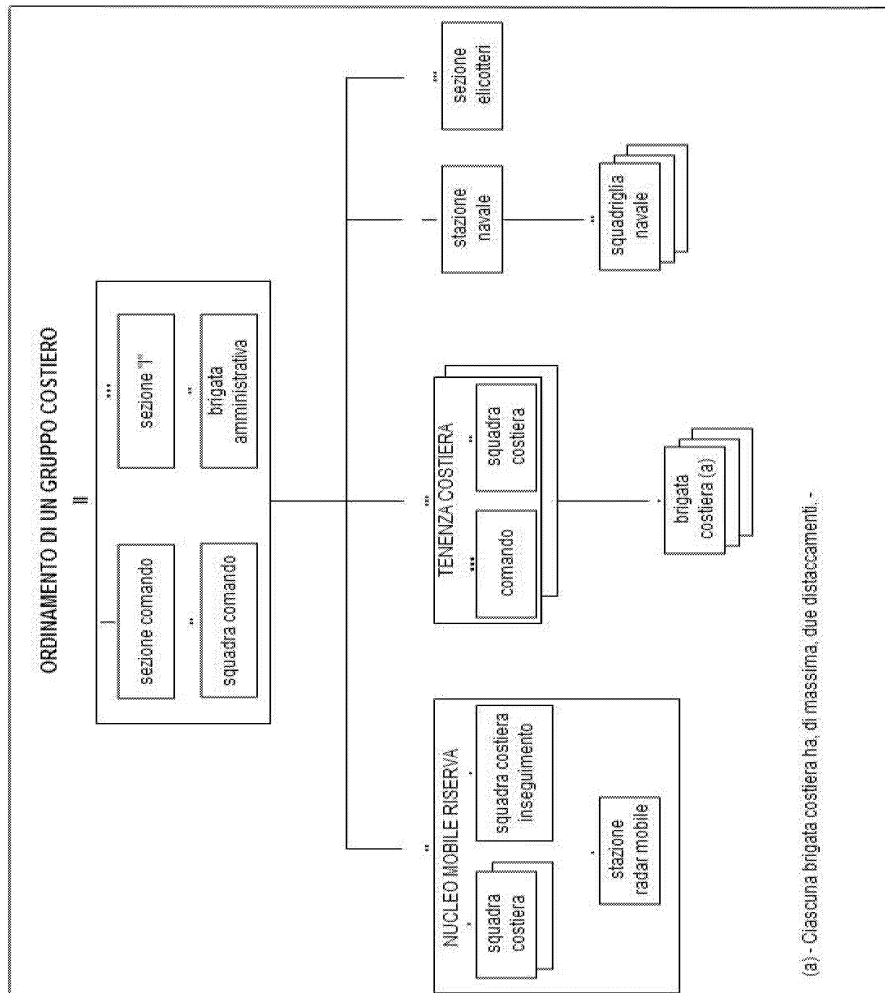 ORDINAMENTO DI UN GRUPPO COSTIERO
sezione comando
sezione "I"
squadra comando
brigata
amministrativa
NUCLEO MOBILE RISERVA
squadra
costiera
squadra costiera
inseguimento
stazione
radar mobile
TENENZA COSTIERA
comando
squadra
costiera
brigata
costiera (a)
stazione
navale
squadriglia
navale
sezione
elicotteri
(a) - Ciascuna brigata costiera ha, di massima, due distaccamenti. -